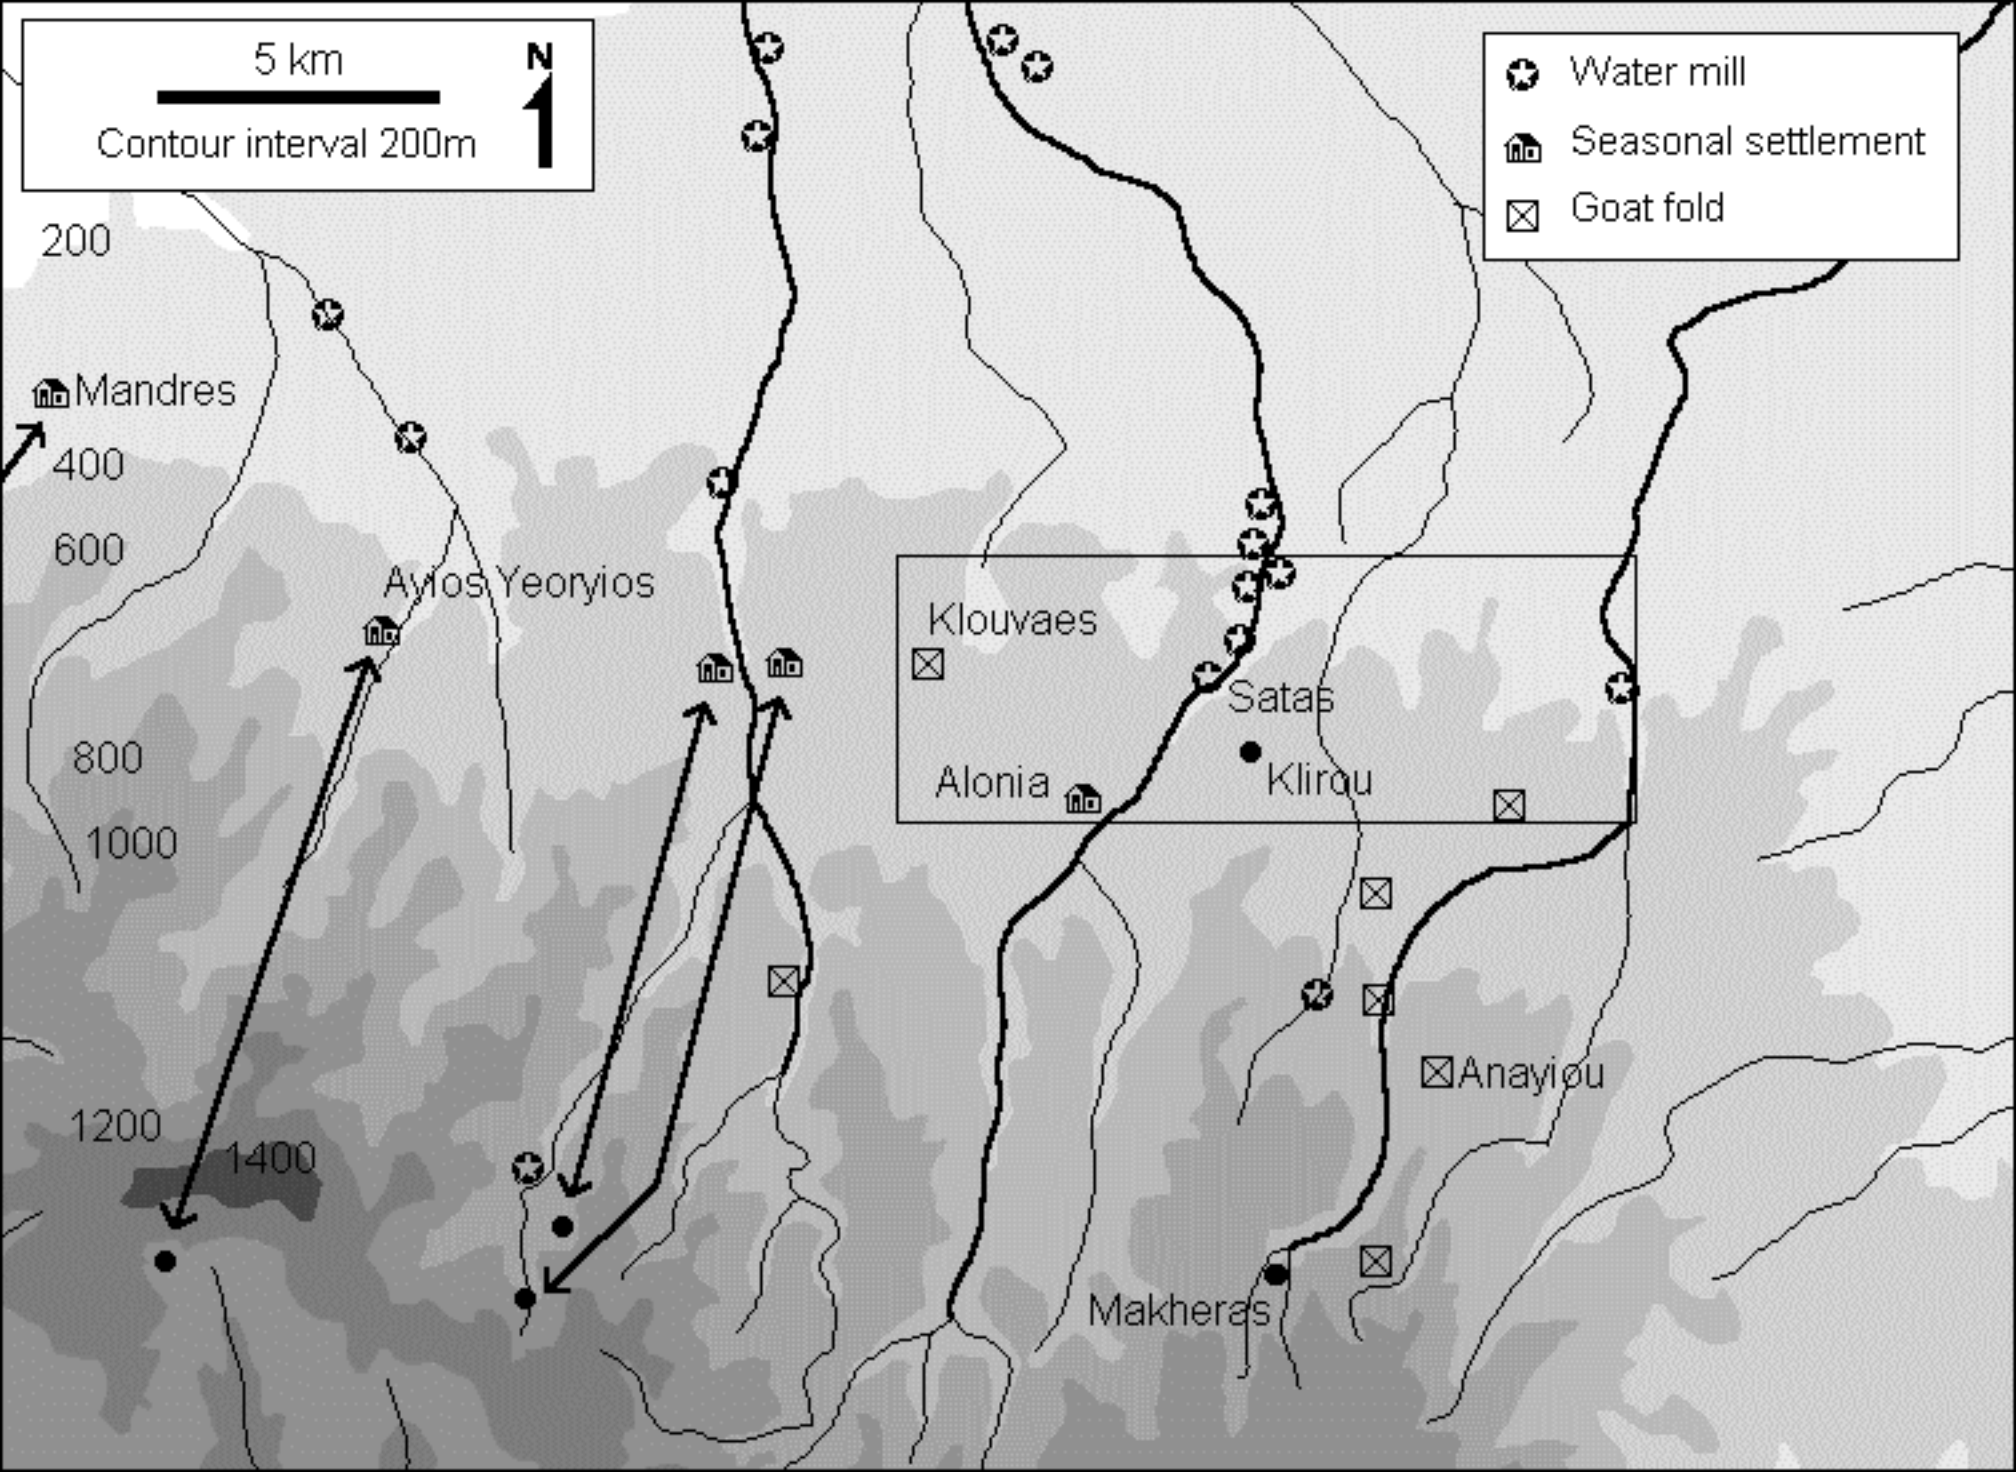 5 km
N
Contour interval 200m
Water mill
Seasonal settlement
Goat fold
200
Mandres
400
600
Ayios Yeoryios
Klouvaes
Satas
800
Alonia
Klirou
1000
Anayiou
1200
1400
Makheras